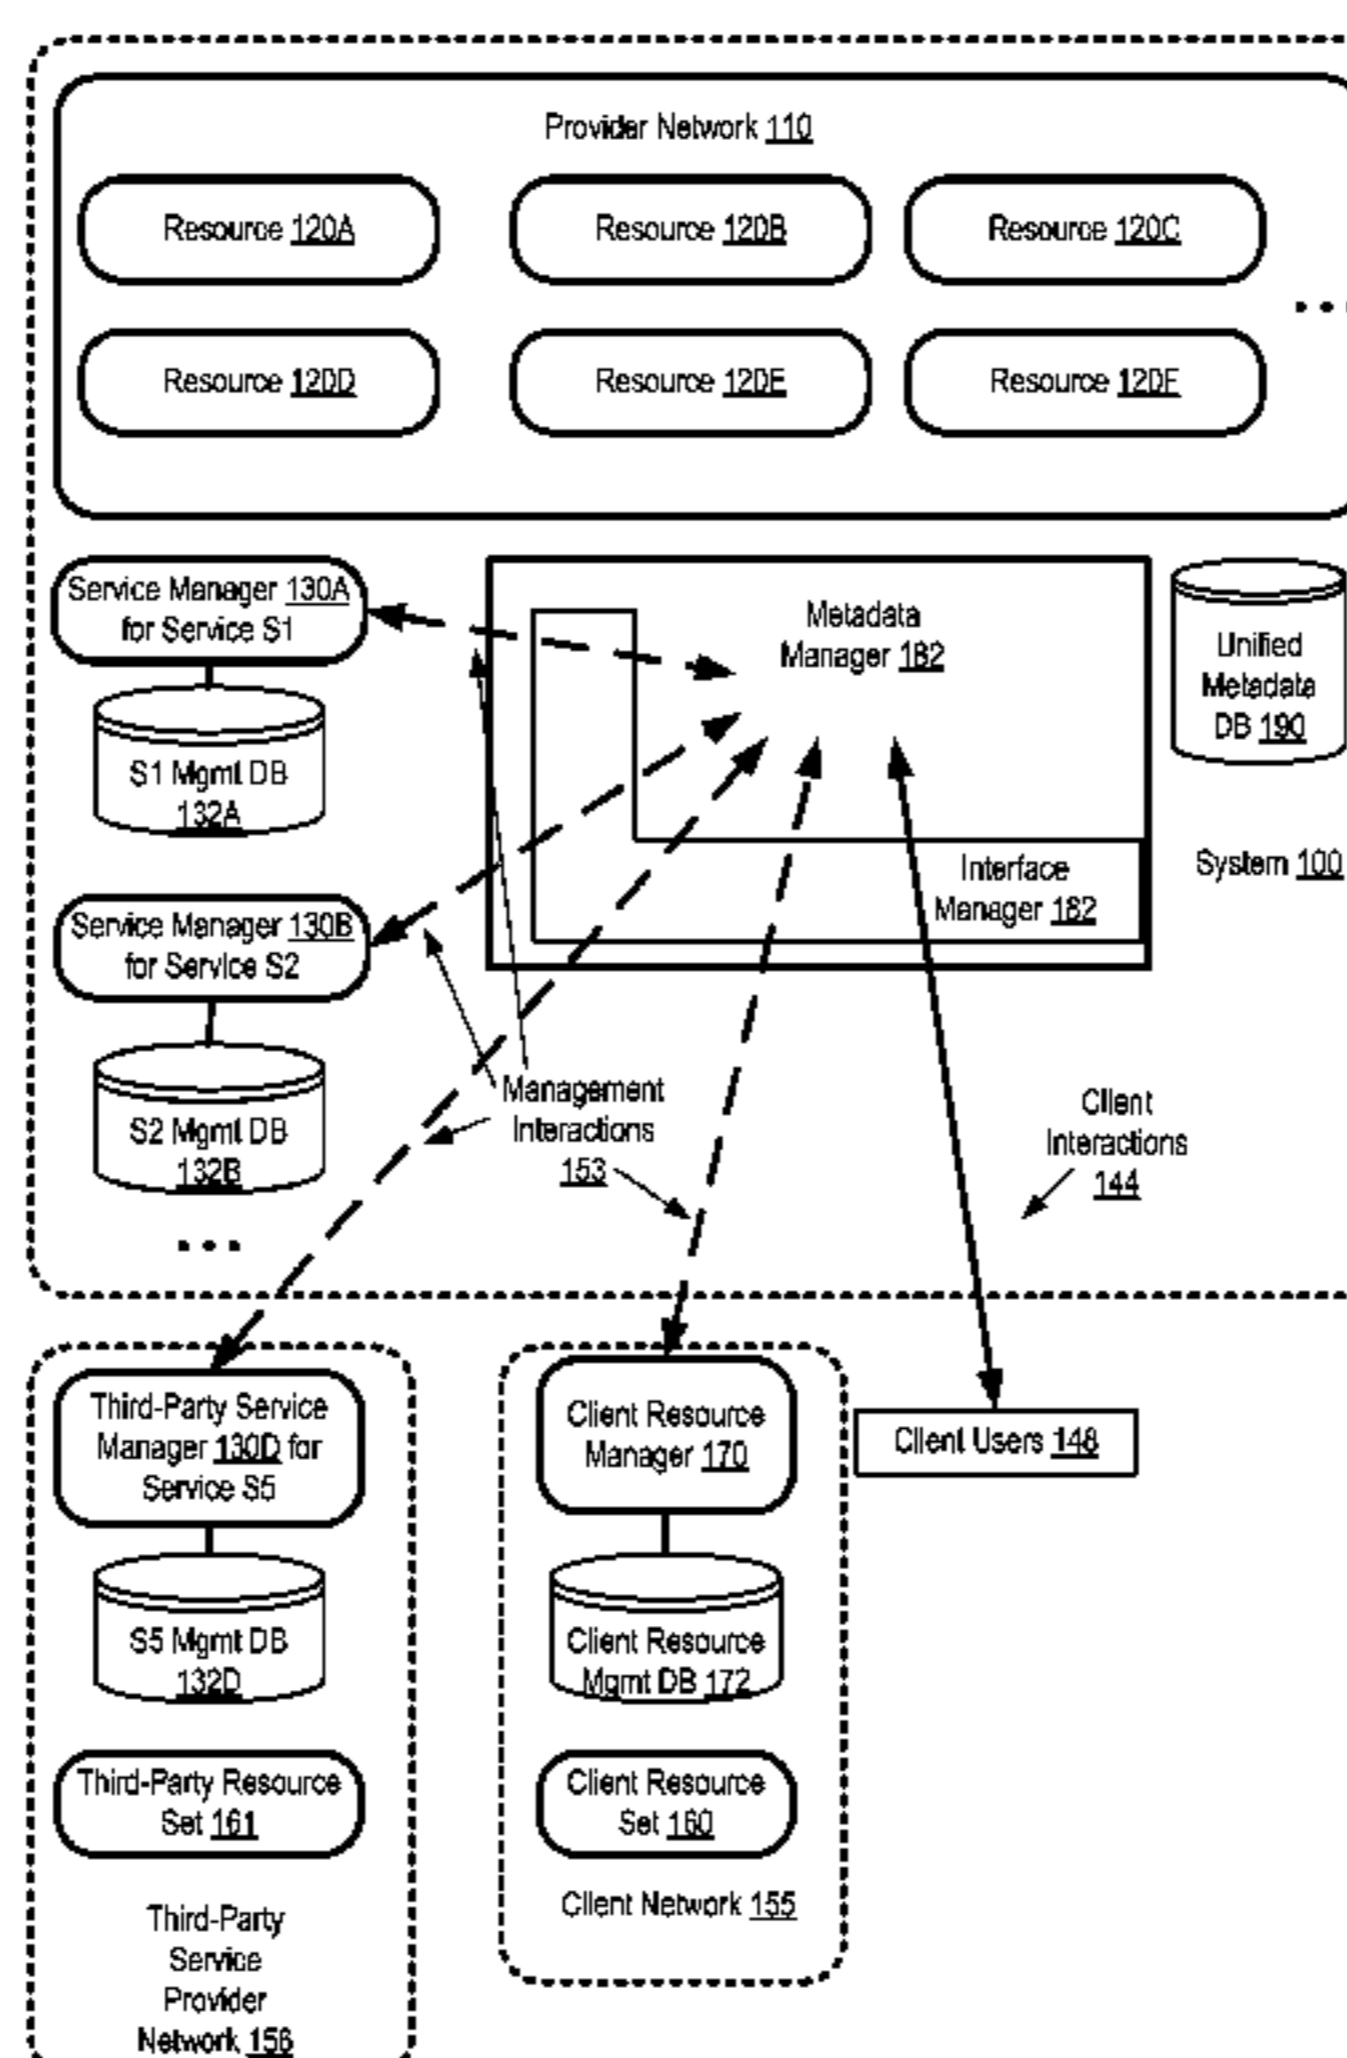 Provider Network 110
Resource 120A
Resource 120B
Resource 120C
...
Resource 120D
Resource 120E
Resource 120F
Service Manager 130A
for Service S1
S1 Mgmt DB
132A
Metadata
Manager 182
Unified
Metadata
DB 190
Interface
Manager 182
System 100
Service Manager 130B
for Service S2
S2 Mgmt DB
132B
...
Management
Interactions
153
Client
Interactions
144
Third-Party Service
Manager 130D for
Service S5
S5 Mgmt DB
132D
Third-Party Resource
Set 161
Third-Party
Service
Provider
Network 156
Client Resource
Manager 170
Client Resource
Mgmt DB 172
Client Resource
Set 160
Client Network 155
Client Users 148